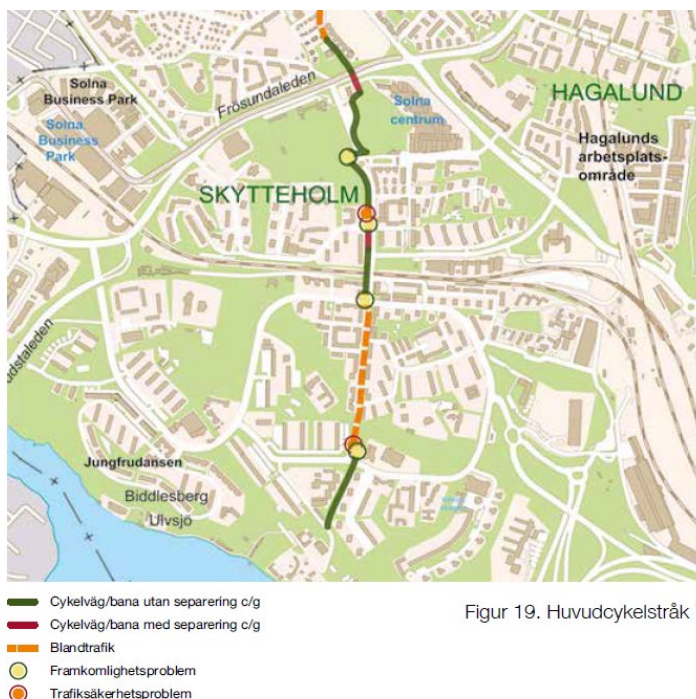 Frösundaleden
Solna
Business Park
Solna
Business
Park
Solna
centrum
HAGALUND
Hagalunds
arbetsplats-
område
SKYTTEHOLM
Jungfrudansen
Biddlesberg
Ulvsjö
Cykelväg/bana utan separering c/g
Cykelväg/bana med separering c/g
Blandtrafik
Framkomlighetsproblem
Trafiksäkerhetsproblem
Figur 19. Huvudcykelstråk